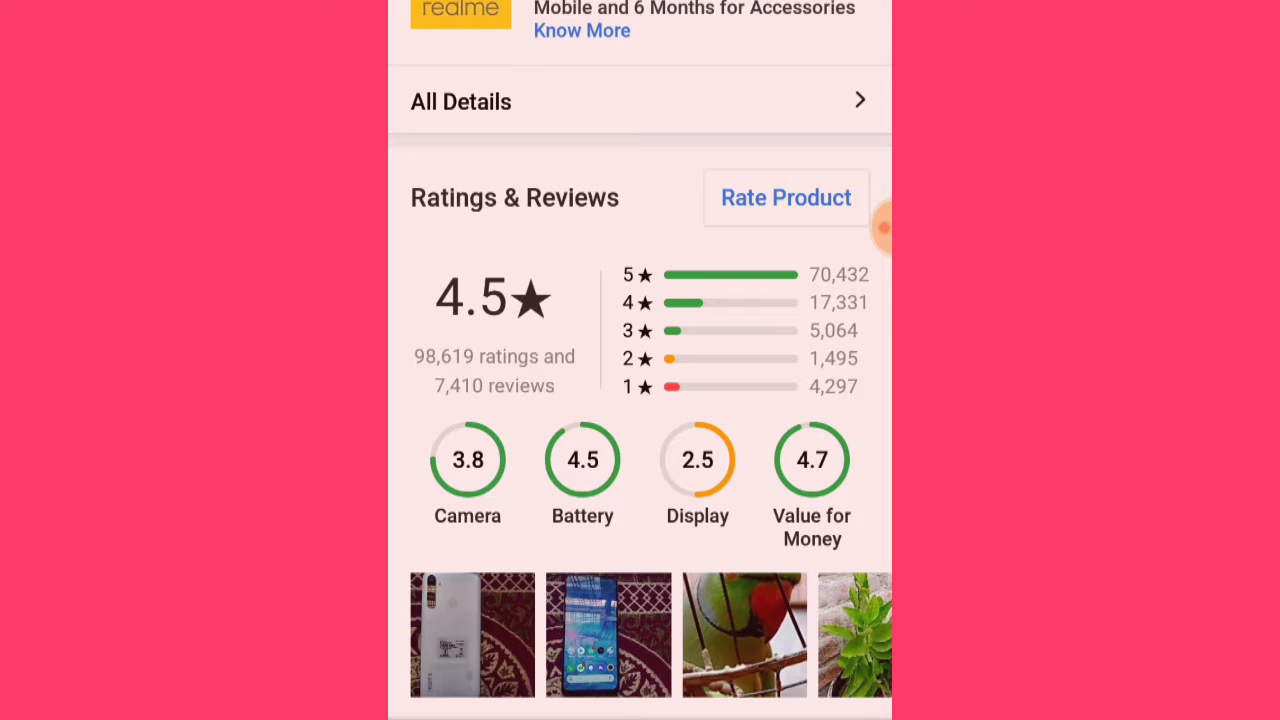 realme
Mobile and 6 Months for Accessories
Know More
All Details
Ratings & Reviews
Rate Product
4.5★
98,619 ratings and
7,410 reviews
5★ 70,432
4★ 17,331
3★ 5,064
2★ 1,495
1★ 4,297
3.8 4.5 2.5 4.7
Camera Battery Display Value for
Money